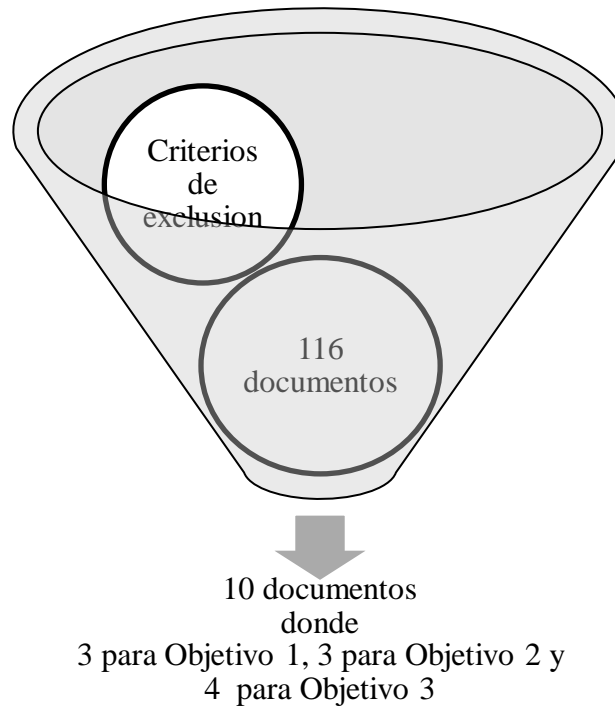 Criterios
de
exclusion
116
documentos
10 documentos
donde
3 para Objetivo 1, 3 para Objetivo 2 y
4 para Objetivo 3